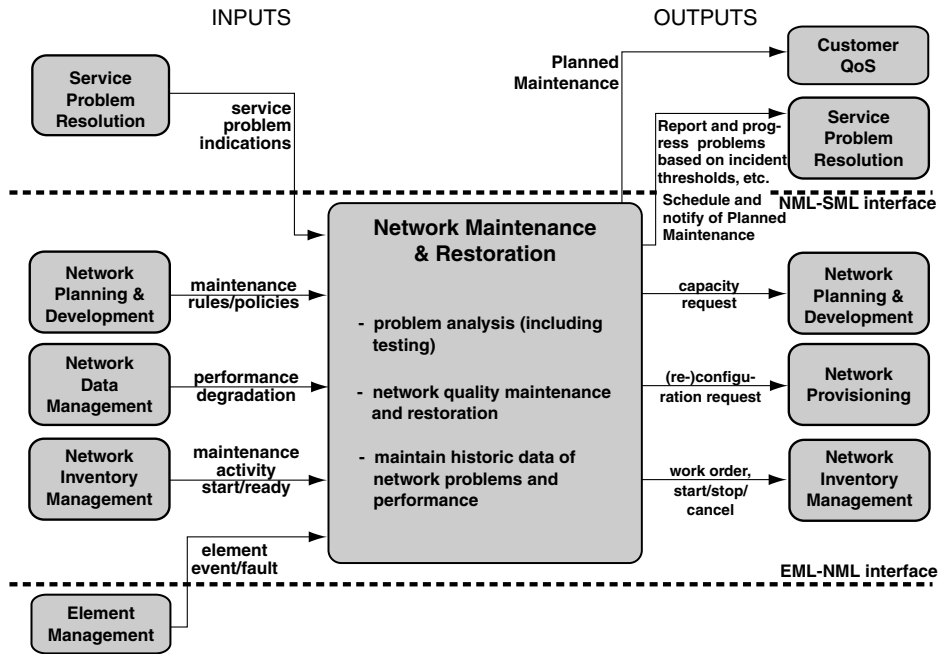 INPUTS
OUTPUTS
Service
Problem
Resolution
service
problem
indications
Planned
Maintenance
Customer
QoS
Report and prog-
ress problems
based on incident
thresholds, etc.
Service
Problem
Resolution
NML-SML interface
Schedule and
notify of Planned
Maintenance
Network Maintenance
& Restoration
- problem analysis (including
testing)
- network quality maintenance
and restoration
- maintain historic data of
network problems and
performance
Network
Planning &
Development
maintenance
rules/policies
capacity
request
Network
Planning &
Development
Network
Data
Management
performance
degradation
(re-)configu-
ration request
Network
Provisioning
Network
Inventory
Management
maintenance
activity
start/ready
work order,
start/stop/
cancel
Network
Inventory
Management
element
event/fault
EML-NML interface
Element
Management